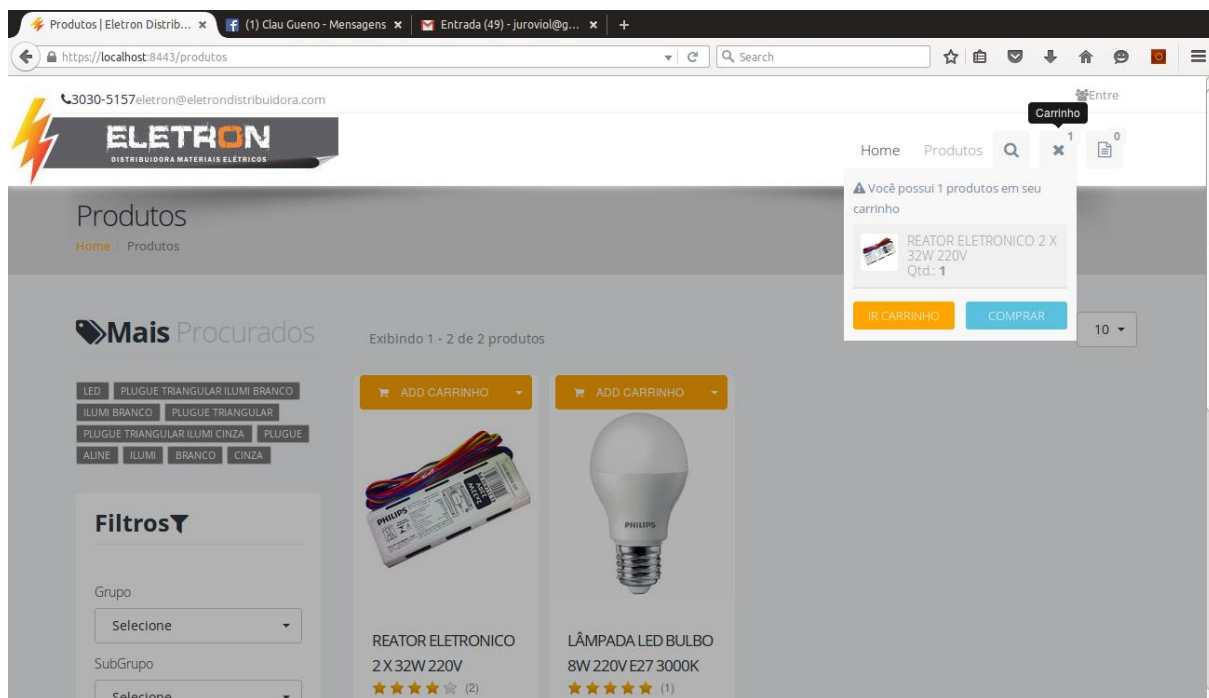 Produtos | Eletron Distrib... ×
(1) Clau Gueno - Mensagens ×
Entrada (49) - juroviol@g... ×
https://localhost:8443/produtos
Search
3030-5157 eletron@eletrondistribuidora.com
Entre
Carrinho
ELETRON
DISTRIBUIDORA MATERIAIS ELÉTRICOS
Home Produtos 1 0
Você possui 1 produtos em seu
carrinho
REATOR ELETRONICO 2 X
32W 220V
Qtd.: 1
IR CARRINHO COMPRAR
Produtos
Home / Produtos
Mais Procurados
Exibindo 1 - 2 de 2 produtos
10
LED PLUGUE TRIANGULAR ILUMI BRANCO
ILUMI BRANCO PLUGUE TRIANGULAR
PLUGUE TRIANGULAR ILUMI CINZA PLUGUE
ALINE ILUMI BRANCO CINZA
ADD CARRINHO
ADD CARRINHO
PHILIPS
PHILIPS
Filtros
Grupo
Selecione
SubGrupo
Selecione
REATOR ELETRONICO
2 X 32W 220V
(2)
LÂMPADA LED BULBO
8W 220V E27 3000K
(1)